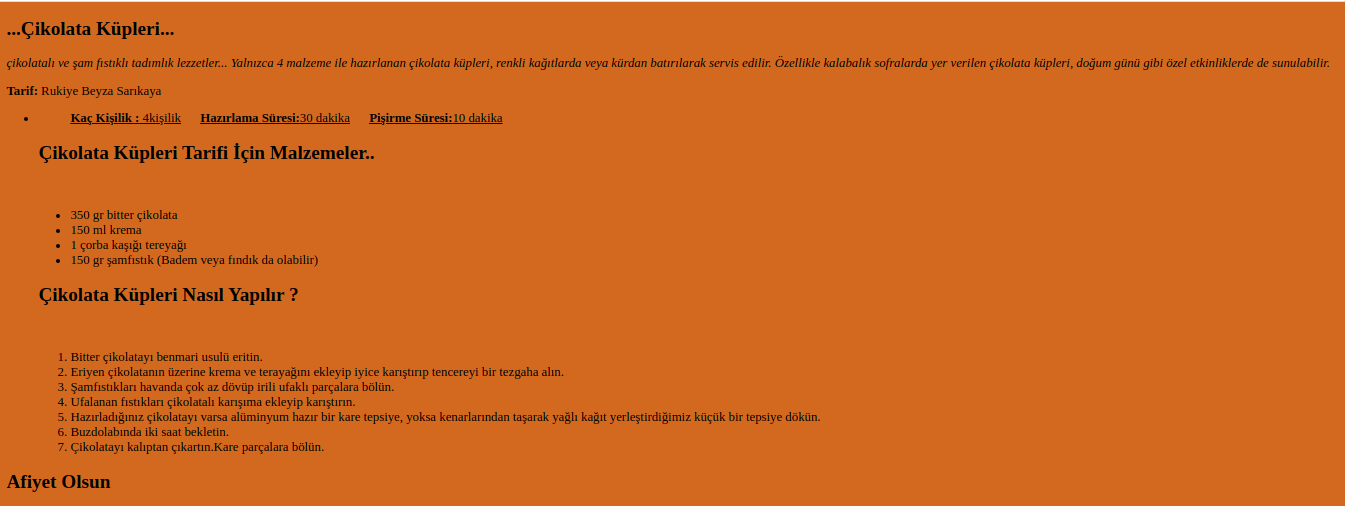 ...Çikolata Küpleri...
çikolatalı ve şam fıstıklı tadımlık lezzetler... Yalnızca 4 malzeme ile hazırlanan çikolata küpleri, renkli kağıtlarda veya kürdan batırılarak servis edilir. Özellikle kalabalık sofralarda yer verilen çikolata küpleri, doğum günü gibi özel etkinliklerde de sunulabilir.
Tarif: Rukiye Beyza Sarıkaya
• Kaç Kişilik : 4kişilik Hazırlama Süresi:30 dakika Pişirme Süresi:10 dakika
Çikolata Küpleri Tarifi İçin Malzemeler..
• 350 gr bitter çikolata
• 150 ml krema
• 1 çorba kaşığı tereyağı
• 150 gr şamfıstık (Badem veya fındık da olabilir)
Çikolata Küpleri Nasıl Yapılır ?
1. Bitter çikolatayı benmari usulü eritin.
2. Eriyen çikolatanın üzerine krema ve terayağını ekleyip iyice karıştırıp tencereyi bir tezgaha alın.
3. Şamfıstıkları havanda çok az dövüp irili ufaklı parçalara bölün.
4. Ufalanan fıstıkları çikolatalı karışıma ekleyip karıştırın.
5. Hazırladığınız çikolatayı varsa alüminyum hazır bir kare tepsiye, yoksa kenarlarından taşarak yağlı kağıt yerleştirdiğimiz küçük bir tepsiye dökün.
6. Buzdolabında iki saat bekletin.
7. Çikolatayı kalıptan çıkartın.Kare parçalara bölün.
Afiyet Olsun